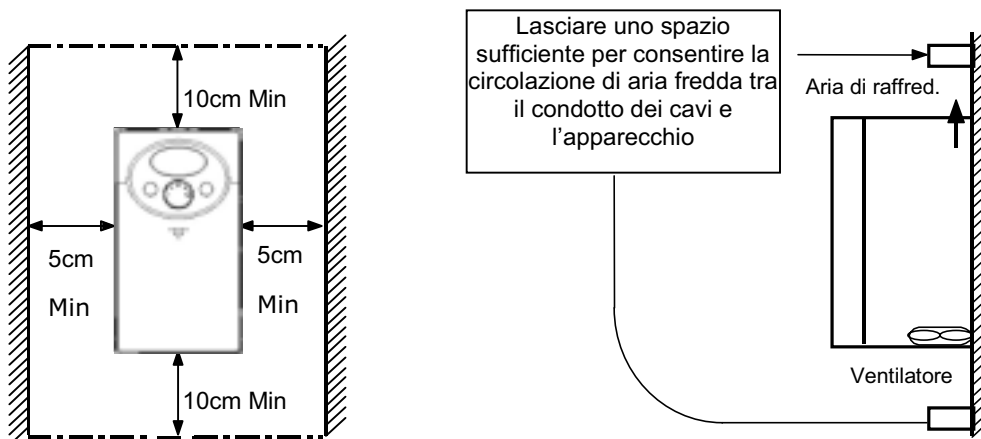 10cm Min
5cm
Min
5cm
Min
10cm Min
Lasciare uno spazio
sufficiente per consentire la
circolazione di aria fredda tra
il condotto dei cavi e
l'apparecchio
Aria di raffred.
Ventilatore